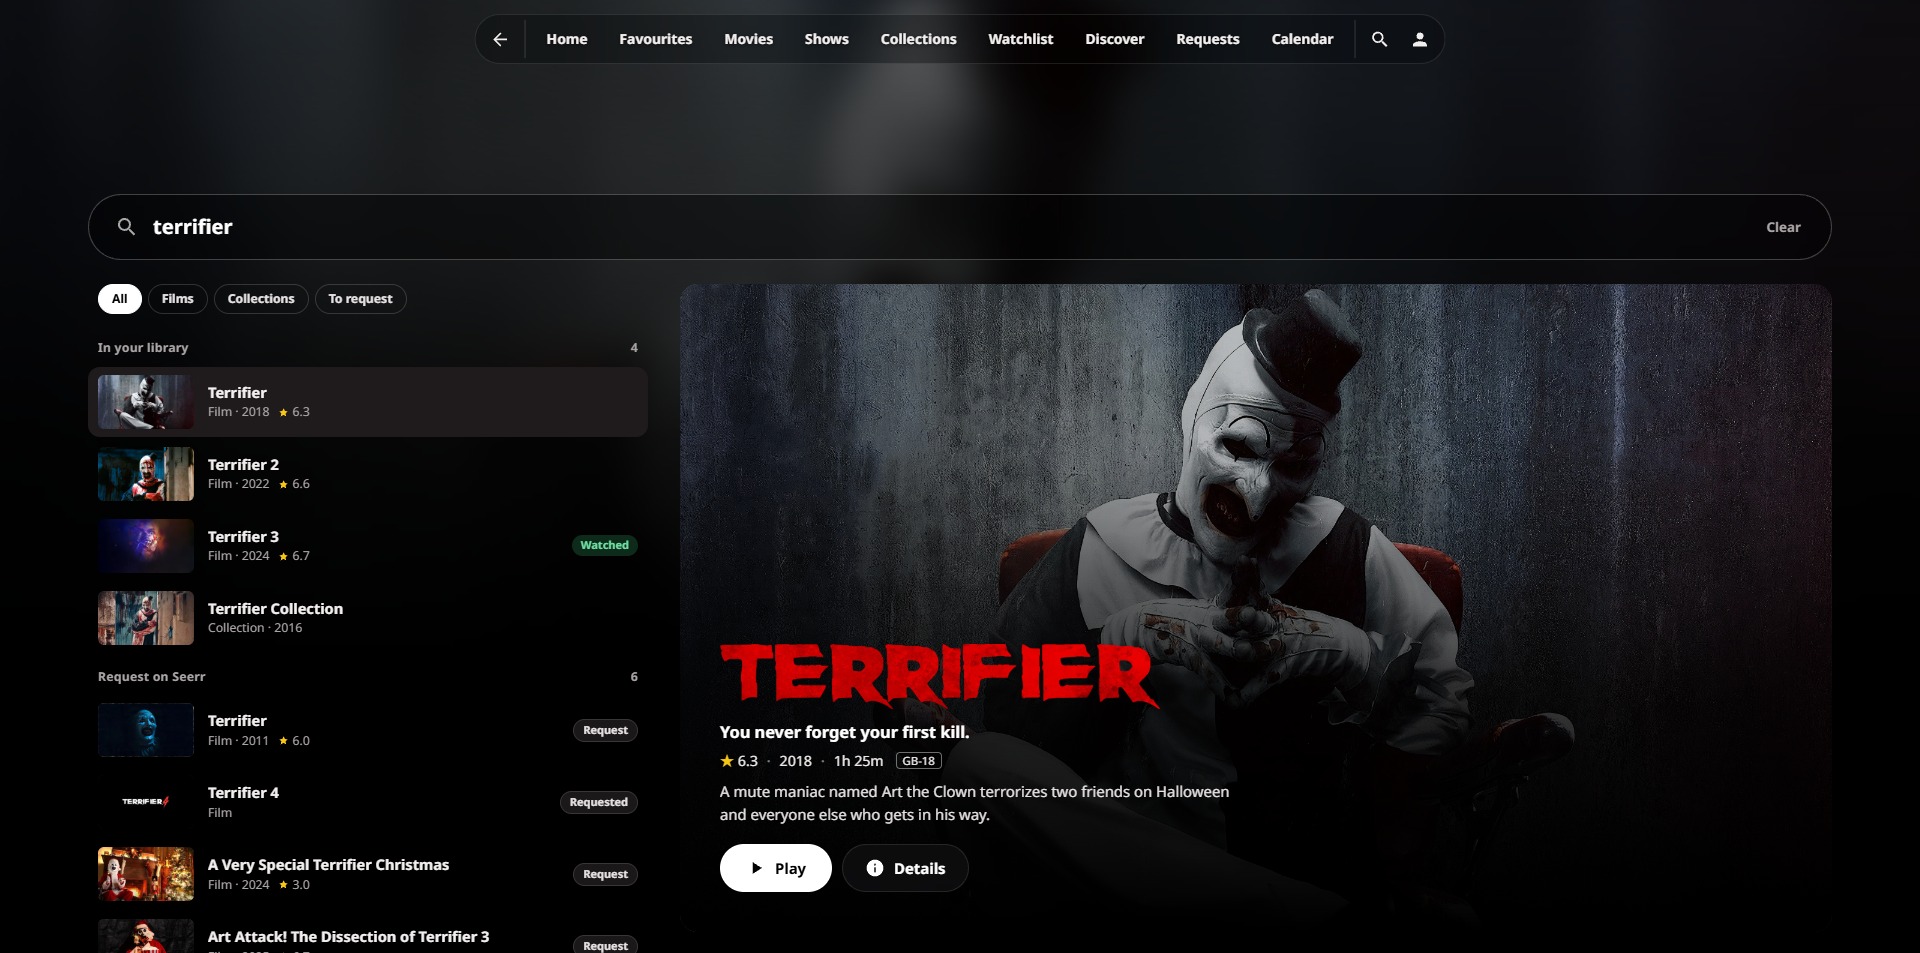 Home
Favourites
Movies
Shows
Collections
Watchlist
Discover
Requests
Calendar
terrifier
Clear
All
Films
Collections
To request
In your library
4
Terrifier
Film · 2018 ★ 6.3
Terrifier 2
Film · 2022 ★ 6.6
Terrifier 3
Film · 2024 ★ 6.7
Watched
Terrifier Collection
Collection · 2016
Request on Seerr
6
Terrifier
Film · 2011 ★ 6.0
Request
TERRIFIER 4
Terrifier 4
Film
Requested
A Very Special Terrifier Christmas
Film · 2024 ★ 3.0
Request
Art Attack! The Dissection of Terrifier 3
Request
TERRIFIER
You never forget your first kill.
★ 6.3 · 2018 · 1h 25m GB-18
A mute maniac named Art the Clown terrorizes two friends on Halloween
and everyone else who gets in his way.
Play
Details